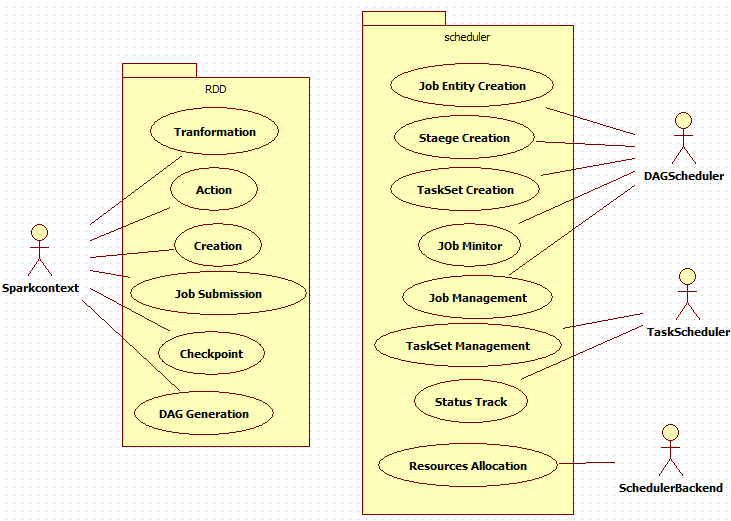 scheduler
RDD
Job Entity Creation
Tranformation
Staege Creation
DAGScheduler
Action
TaskSet Creation
Creation
JOb Minitor
Sparkcontext
Job Submission
Job Management
TaskScheduler
Checkpoint
TaskSet Management
DAG Generation
Status Track
Resources Allocation
SchedulerBackend